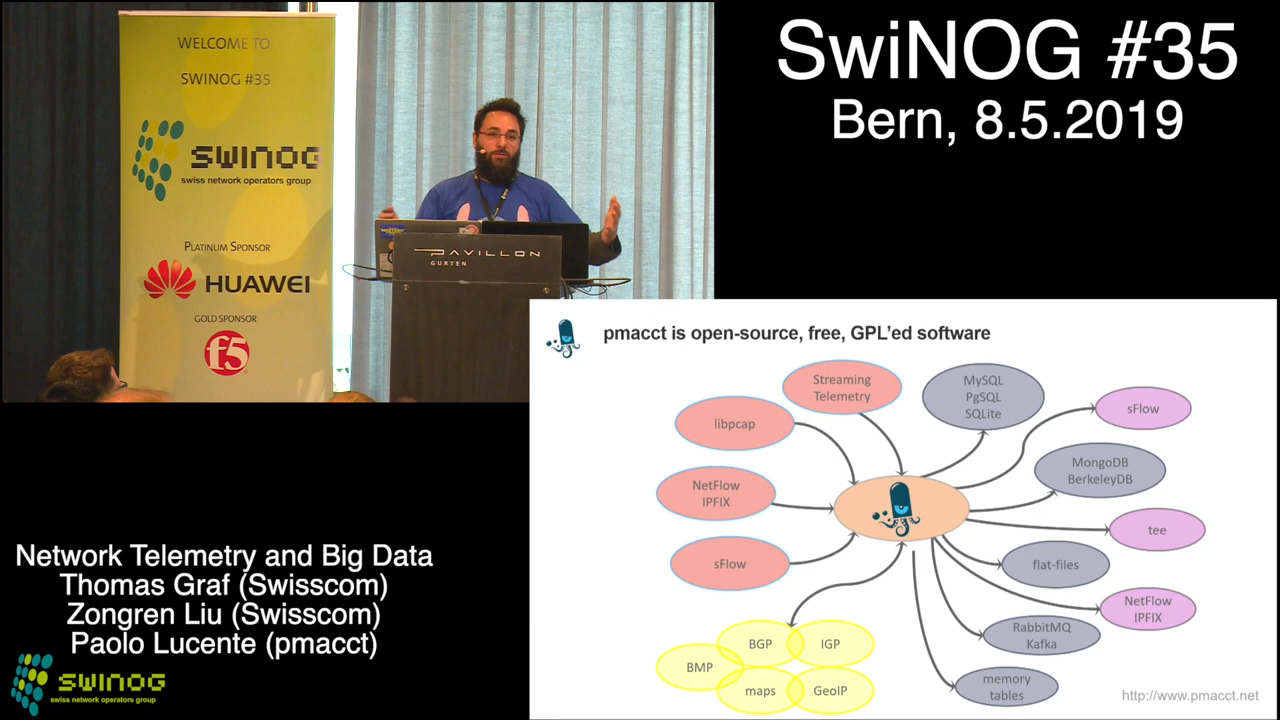 WELCOME TO
SWINOG #35
SWINOG
swiss network operators group
PLATINUM SPONSOR
HUAWEI
GOLD SPONSOR
f5
PAVILLON
GURTEN
SwiNOG #35
Bern, 8.5.2019
pmacct is open-source, free, GPL'ed software
Streaming
Telemetry
libpcap
NetFlow
IPFIX
sFlow
MySQL
PgSQL
SQLite
sFlow
MongoDB
BerkeleyDB
tee
flat-files
NetFlow
IPFIX
RabbitMQ
Kafka
memory
tables
BGP
IGP
BMP
maps
GeoIP
http://www.pmacct.net
Network Telemetry and Big Data
Thomas Graf (Swisscom)
Zongren Liu (Swisscom)
Paolo Lucente (pmacct)
SWINOG
swiss network operators group